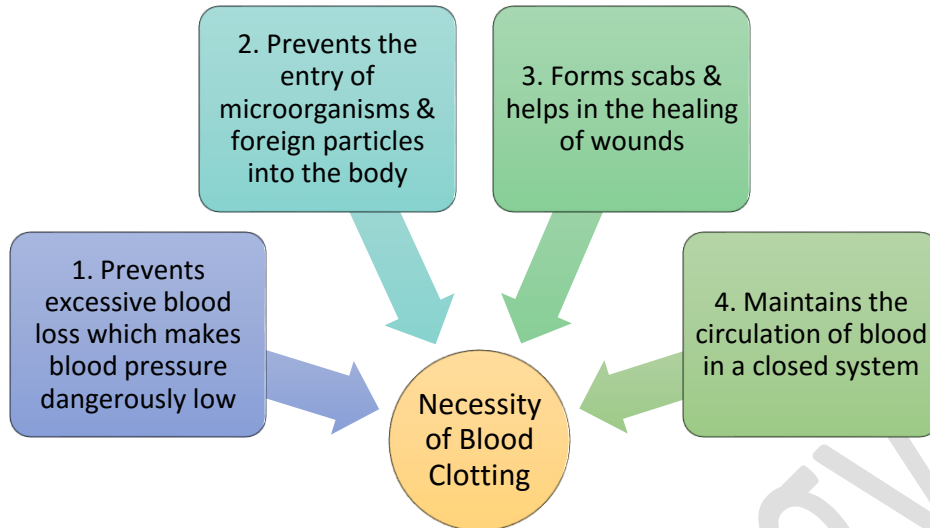 1. Prevents
excessive blood
loss which makes
blood pressure
dangerously low
2. Prevents the
entry of
microorganisms &
foreign particles
into the body
3. Forms scabs &
helps in the healing
of wounds
4. Maintains the
circulation of blood
in a closed system
Necessity
of Blood
Clotting